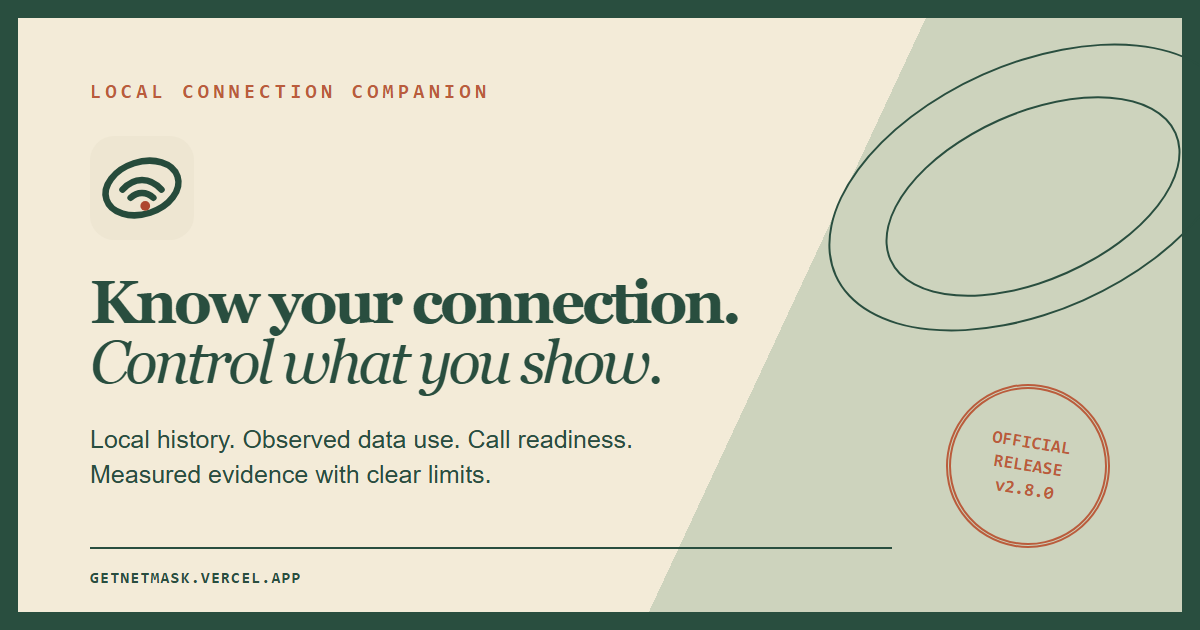 LOCAL CONNECTION COMPANION
Know your connection.
Control what you show.
Local history. Observed data use. Call readiness.
Measured evidence with clear limits.
OFFICIAL
RELEASE
v2.8.0
GETNETMASK.VERCEL.APP